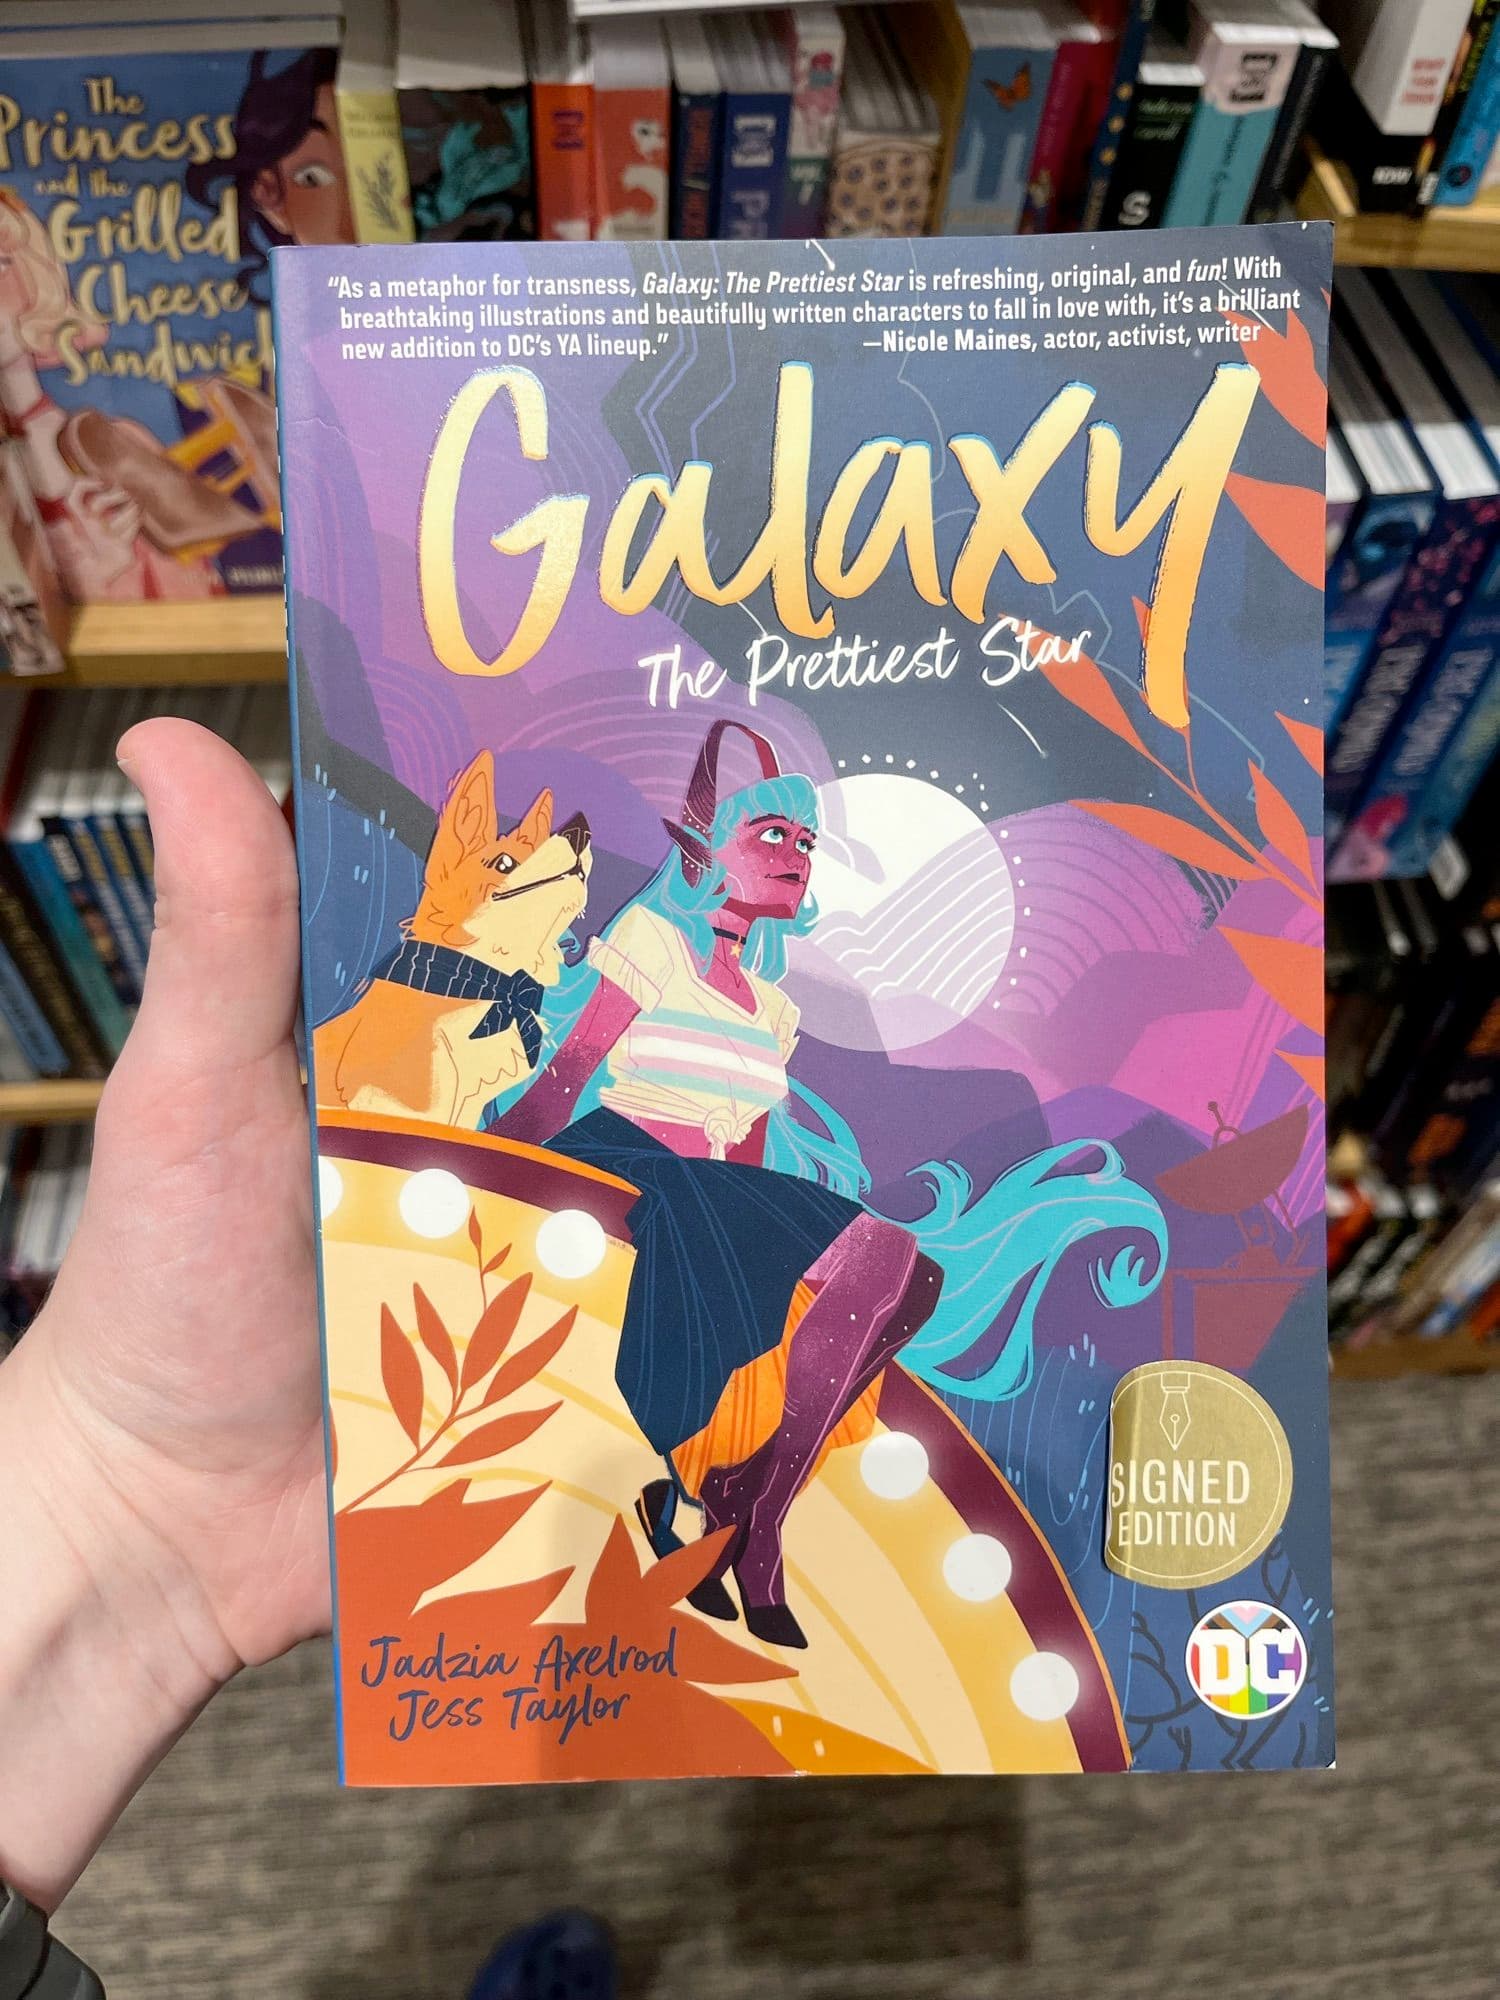 The
Princess
and the
Grilled
Cheese
Sandwich
"As a metaphor for transness, Galaxy: The Prettiest Star is refreshing, original, and fun! With
breathtaking illustrations and beautifully written characters to fall in love with, it's a brilliant
new addition to DC's YA lineup."
—Nicole Maines, actor, activist, writer
Galaxy
The Prettiest Star
SIGNED
EDITION
Jadzia Axelrod
Jess Taylor
DC